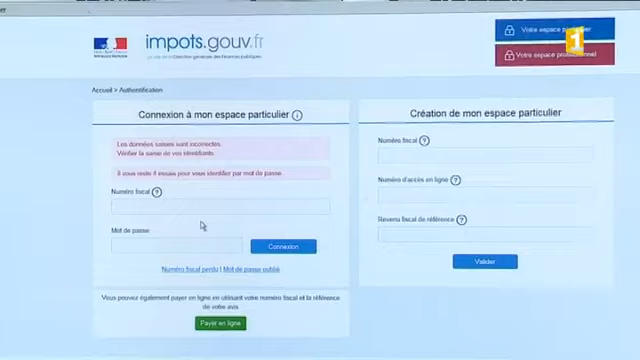 impots.gouv.fr
Votre espace particulier
Votre espace professionnel
1
Accueil > Authentification
Connexion à mon espace particulier
Les données saisies sont incorrectes.
Vérifier la saisie de vos identifiants.
Il vous reste 4 essais pour vous identifier par mot de passe.
Numéro fiscal ?
Mot de passe
Connexion
Numéro fiscal perdu | Mot de passe oublié
Vous pouvez également payer en ligne en utilisant votre numéro fiscal et la référence
de votre avis
Payer en ligne
Création de mon espace particulier
Numéro fiscal ?
Numéro d'accès en ligne ?
Revenu fiscal de référence ?
Valider